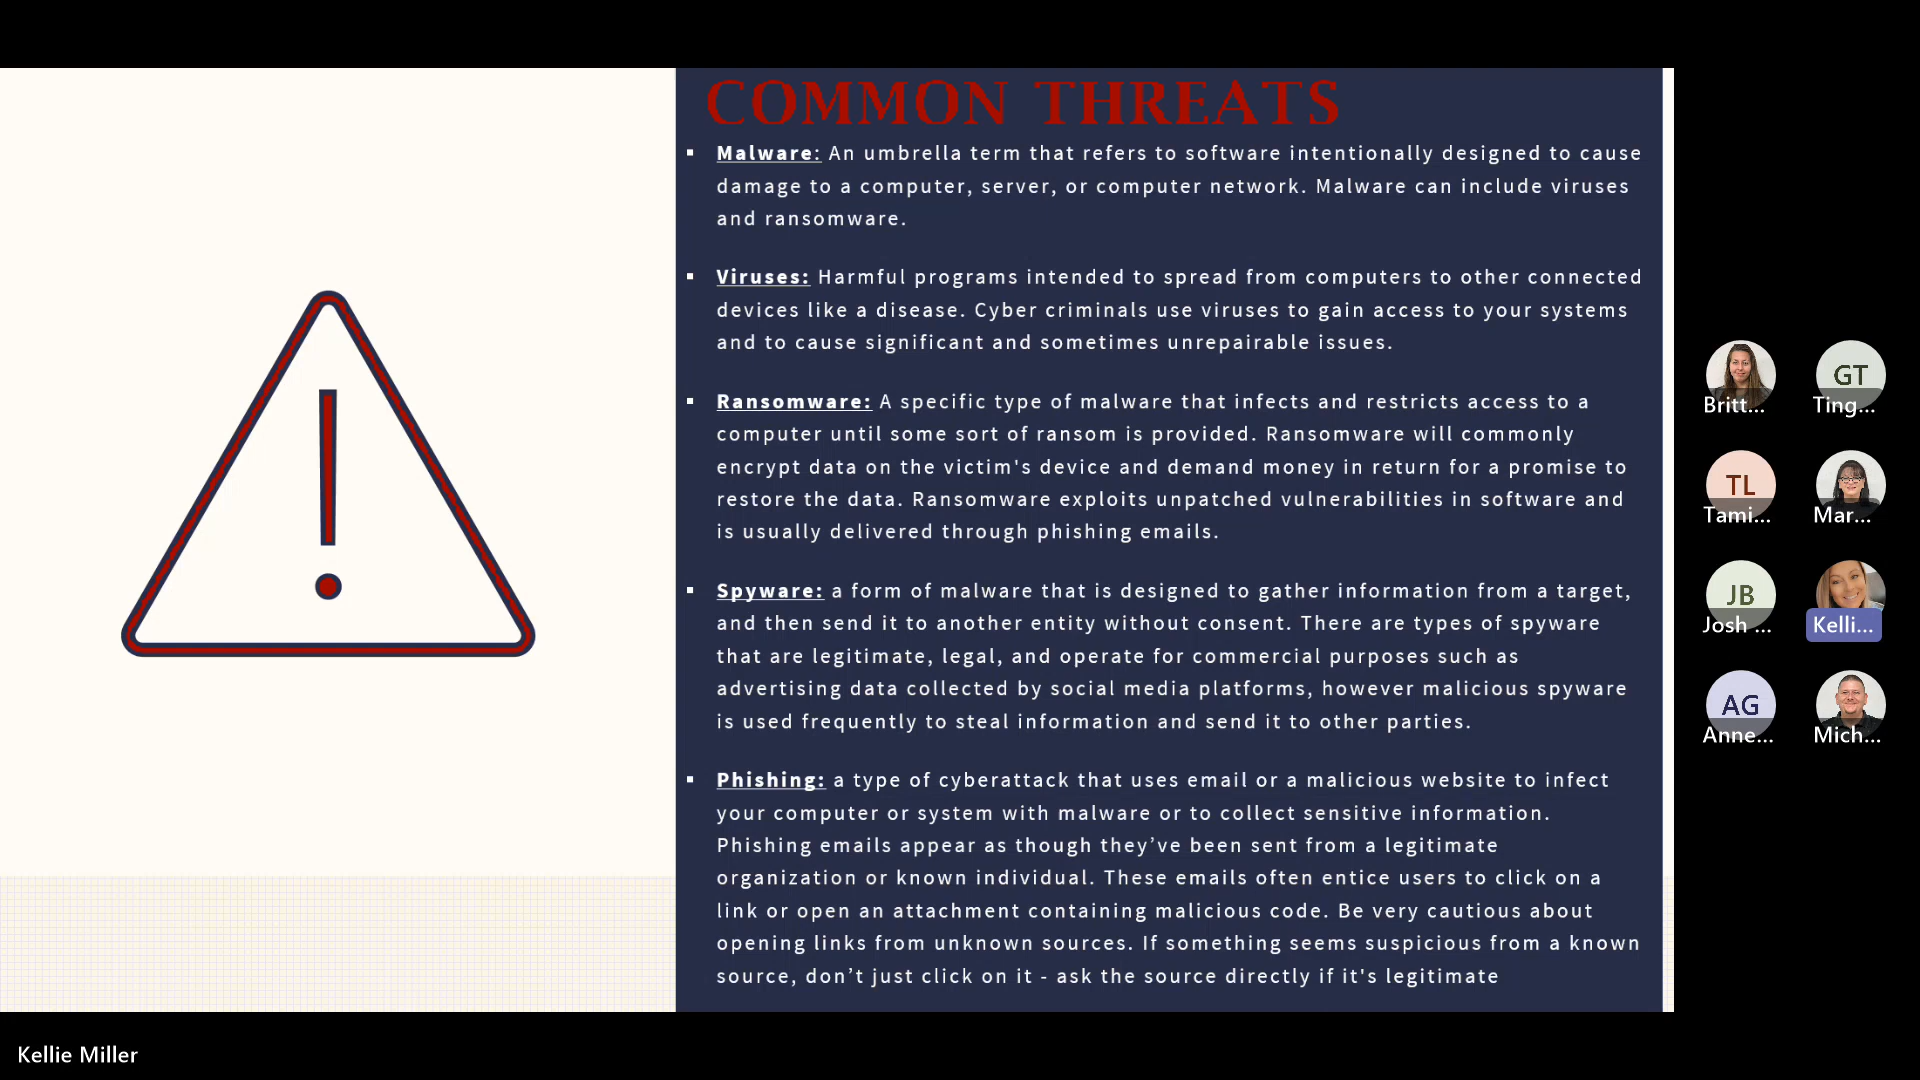 COMMON THREATS
▪ Malware: An umbrella term that refers to software intentionally designed to cause
damage to a computer, server, or computer network. Malware can include viruses
and ransomware.
▪ Viruses: Harmful programs intended to spread from computers to other connected
devices like a disease. Cyber criminals use viruses to gain access to your systems
and to cause significant and sometimes unrepairable issues.
▪ Ransomware: A specific type of malware that infects and restricts access to a
computer until some sort of ransom is provided. Ransomware will commonly
encrypt data on the victim's device and demand money in return for a promise to
restore the data. Ransomware exploits unpatched vulnerabilities in software and
is usually delivered through phishing emails.
▪ Spyware: a form of malware that is designed to gather information from a target,
and then send it to another entity without consent. There are types of spyware
that are legitimate, legal, and operate for commercial purposes such as
advertising data collected by social media platforms, however malicious spyware
is used frequently to steal information and send it to other parties.
▪ Phishing: a type of cyberattack that uses email or a malicious website to infect
your computer or system with malware or to collect sensitive information.
Phishing emails appear as though they’ve been sent from a legitimate
organization or known individual. These emails often entice users to click on a
link or open an attachment containing malicious code. Be very cautious about
opening links from unknown sources. If something seems suspicious from a known
source, don’t just click on it - ask the source directly if it's legitimate
!
Britt...
GT
Ting...
TL
Tami...
Mar...
JB
Josh ...
Kelli...
AG
Anne...
Mich...
Kellie Miller